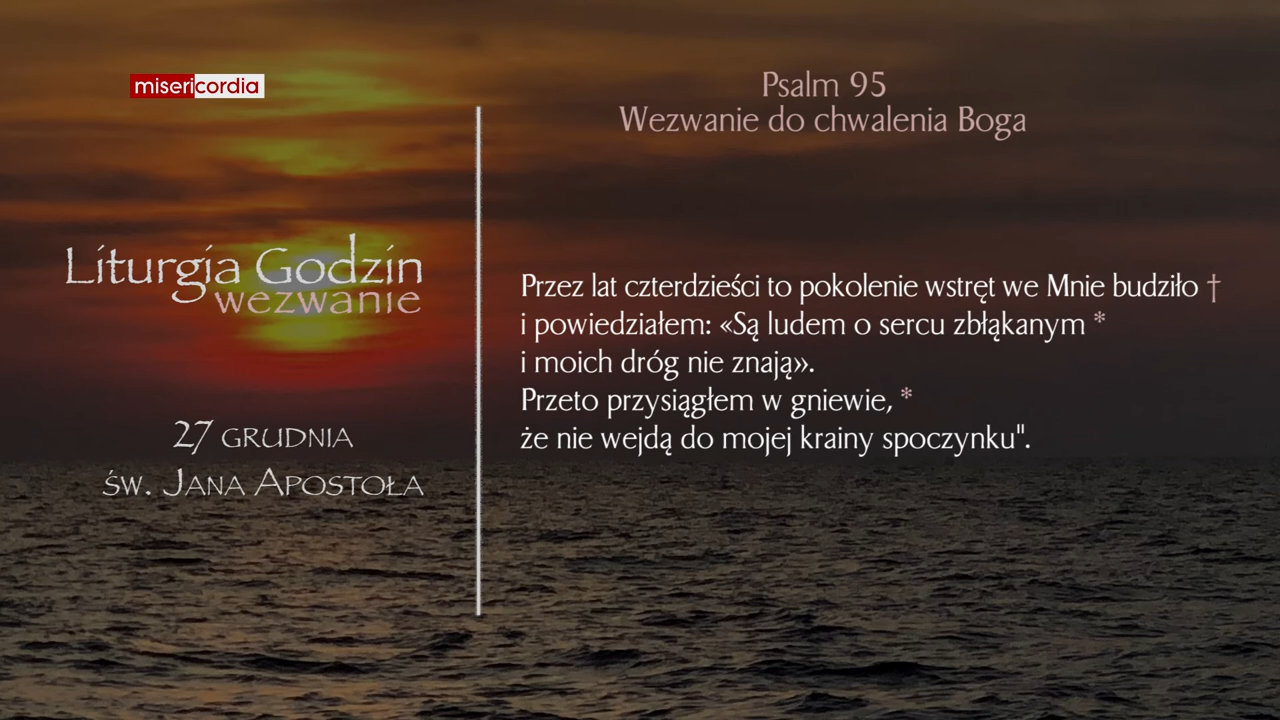 misericordia
Liturgia Godzin
wezwanie
27 GRUDNIA
ŚW. JANA APOSTOŁA
Psalm 95
Wezwanie do chwalenia Boga
Przez lat czterdzieści to pokolenie wstręt we Mnie budziło †
i powiedziałem: «Są ludem o sercu zbłąkanym *
i moich dróg nie znają».
Przeto przysiągłem w gniewie, *
że nie wejdą do mojej krainy spoczynku".